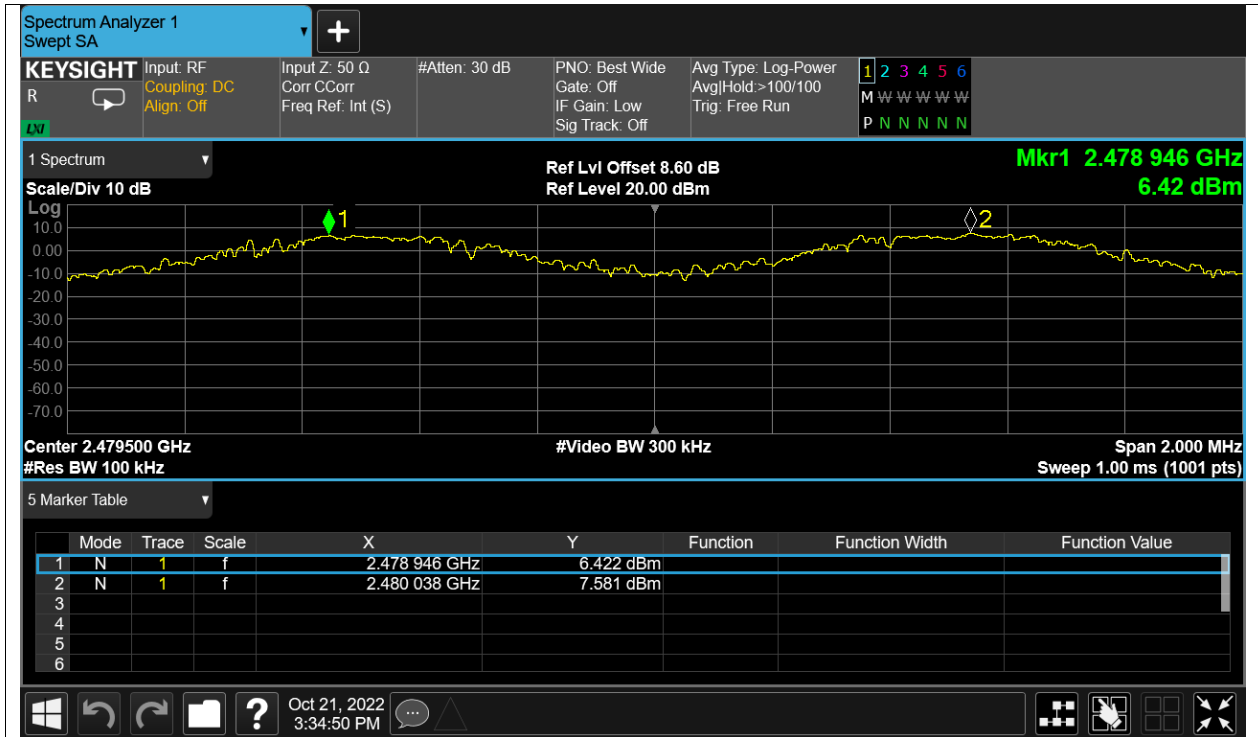 Spectrum Analyzer 1
Swept SA
+
KEYSIGHT
R
LXI
Input: RF
Coupling: DC
Align: Off
Input Z: 50 Ω
Corr CCorr
Freq Ref: Int (S)
#Atten: 30 dB
PNO: Best Wide
Gate: Off
IF Gain: Low
Sig Track: Off
Avg Type: Log-Power
Avg|Hold:>100/100
Trig: Free Run
1 2 3 4 5 6
M W W W W W
P N N N N N
1 Spectrum
Scale/Div 10 dB
Ref Lvl Offset 8.60 dB
Ref Level 20.00 dBm
Mkr1 2.478 946 GHz
6.42 dBm
Log
10.0
0.00
-10.0
-20.0
-30.0
-40.0
-50.0
-60.0
-70.0
1
2
Center 2.479500 GHz
#Video BW 300 kHz
Span 2.000 MHz
#Res BW 100 kHz
Sweep 1.00 ms (1001 pts)
5 Marker Table
Mode Trace Scale X Y Function Function Width Function Value
1 N 1 f 2.478 946 GHz 6.422 dBm
2 N 1 f 2.480 038 GHz 7.581 dBm
3
4
5
6
?
Oct 21, 2022
3:34:50 PM